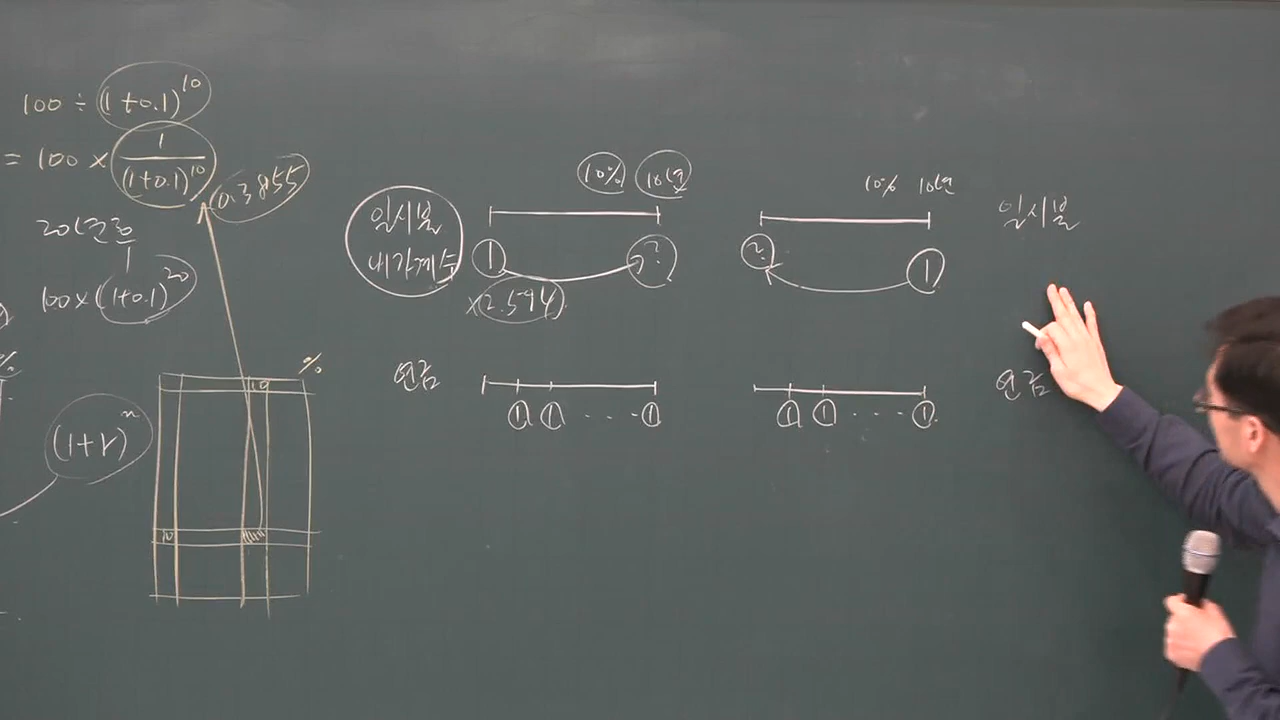 100 ÷ (1+0.1)^10
= 100 × 1/(1+0.1)^10
0.3855
20년간
100×(1+0.1)^20
%
(1+r)^n
%
10
10
일시불
내가계수
10% 10년
1 ?
×2.594
10% 10년
? 1
일시불
연금
1 1 ... 1
1 1 ... 1
연금